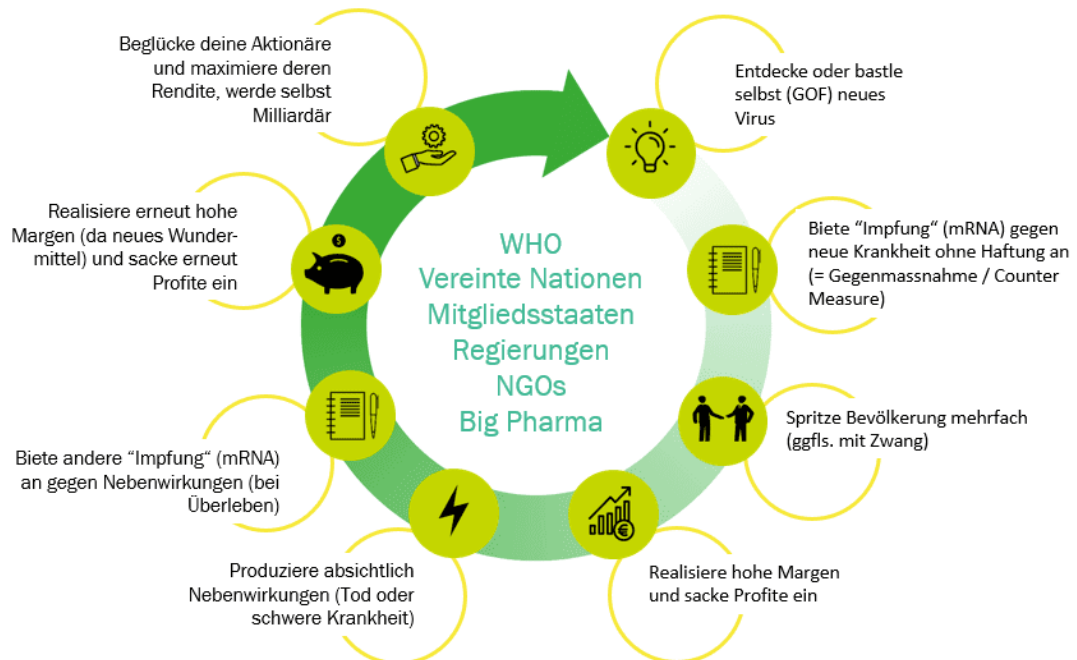 Beglücke deine Aktionäre
und maximiere deren
Rendite, werde selbst
Milliardär
Entdecke oder bastle
selbst (GOF) neues
Virus
Biete “Impfung“ (mRNA) gegen
neue Krankheit ohne Haftung an
(= Gegenmassnahme / Counter
Measure)
Spritze Bevölkerung mehrfach
(ggfls. mit Zwang)
Realisiere hohe Margen
und sacke Profite ein
Produziere absichtlich
Nebenwirkungen (Tod oder
schwere Krankheit)
Biete andere “Impfung“ (mRNA)
an gegen Nebenwirkungen (bei
Überleben)
Realisiere erneut hohe
Margen (da neues Wunder-
mittel) und sacke erneut
Profite ein
$
€
WHO
Vereinte Nationen
Mitgliedsstaaten
Regierungen
NGOs
Big Pharma